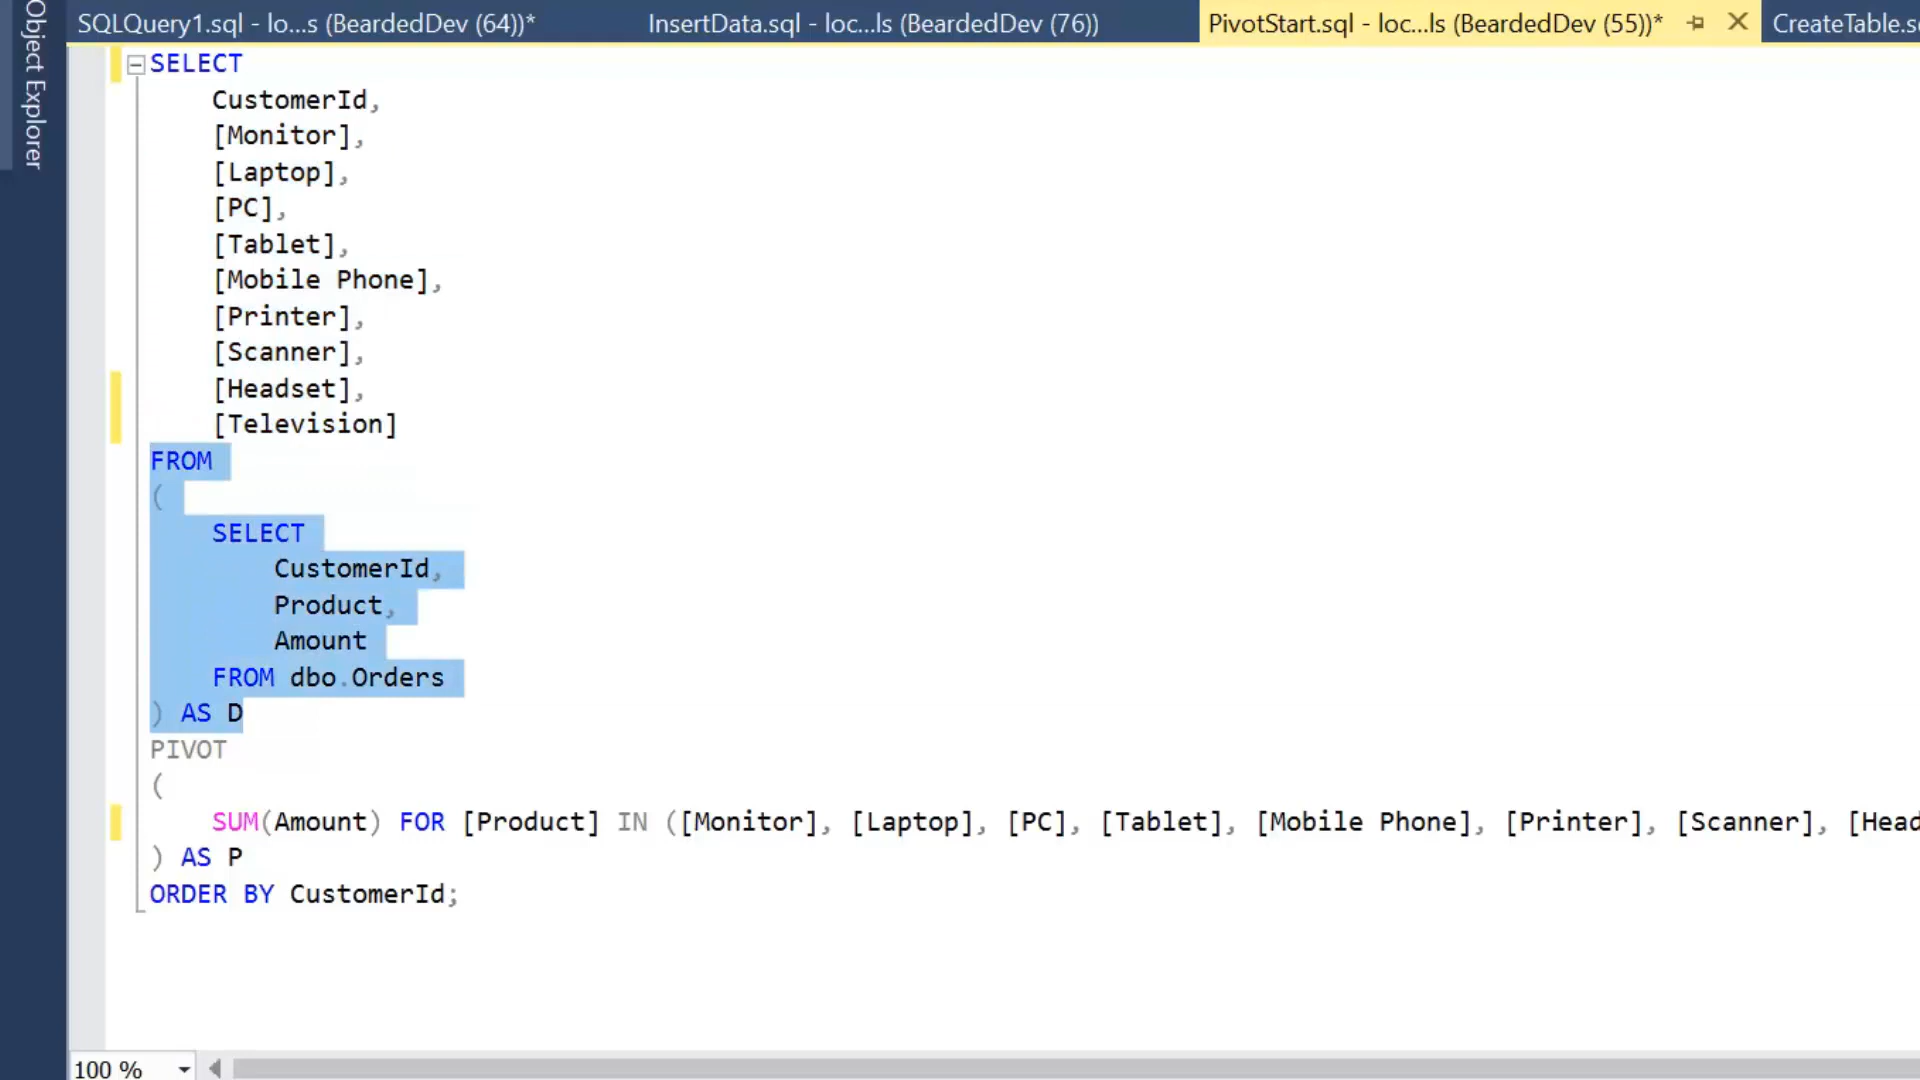 Object Explorer
SQLQuery1.sql - lo...s (BeardedDev (64))*
InsertData.sql - loc...ls (BeardedDev (76))
PivotStart.sql - loc...ls (BeardedDev (55))*
CreateTable.s
SELECT
CustomerId,
[Monitor],
[Laptop],
[PC],
[Tablet],
[Mobile Phone],
[Printer],
[Scanner],
[Headset],
[Television]
FROM
(
SELECT
CustomerId,
Product,
Amount
FROM dbo.Orders
) AS D
PIVOT
(
SUM(Amount) FOR [Product] IN ([Monitor], [Laptop], [PC], [Tablet], [Mobile Phone], [Printer], [Scanner], [Head
) AS P
ORDER BY CustomerId;
100 %